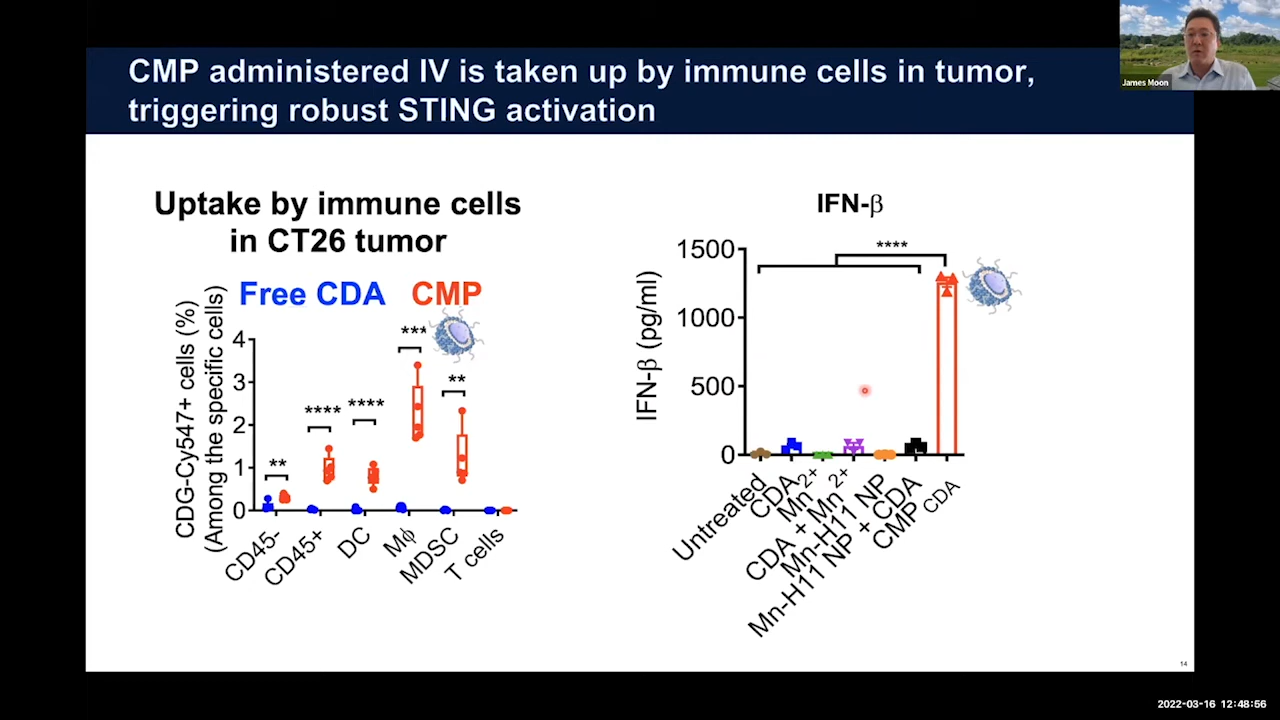 CMP administered IV is taken up by immune cells in tumor,
triggering robust STING activation
James Moon
Uptake by immune cells
in CT26 tumor
Free CDA CMP
CDG-Cy547+ cells (%)
(Among the specific cells)
4
3
2
1
0
**
****
****
***
**
CD45-
CD45+
DC
Mϕ
MDSC
T cells
IFN-β
IFN-β (pg/ml)
1500
1000
500
0
****
Untreated
CDA
Mn2+
CDA + Mn2+
Mn-H11 NP
Mn-H11 NP + CDA
CMP CDA
14
2022-03-16 12:48:56